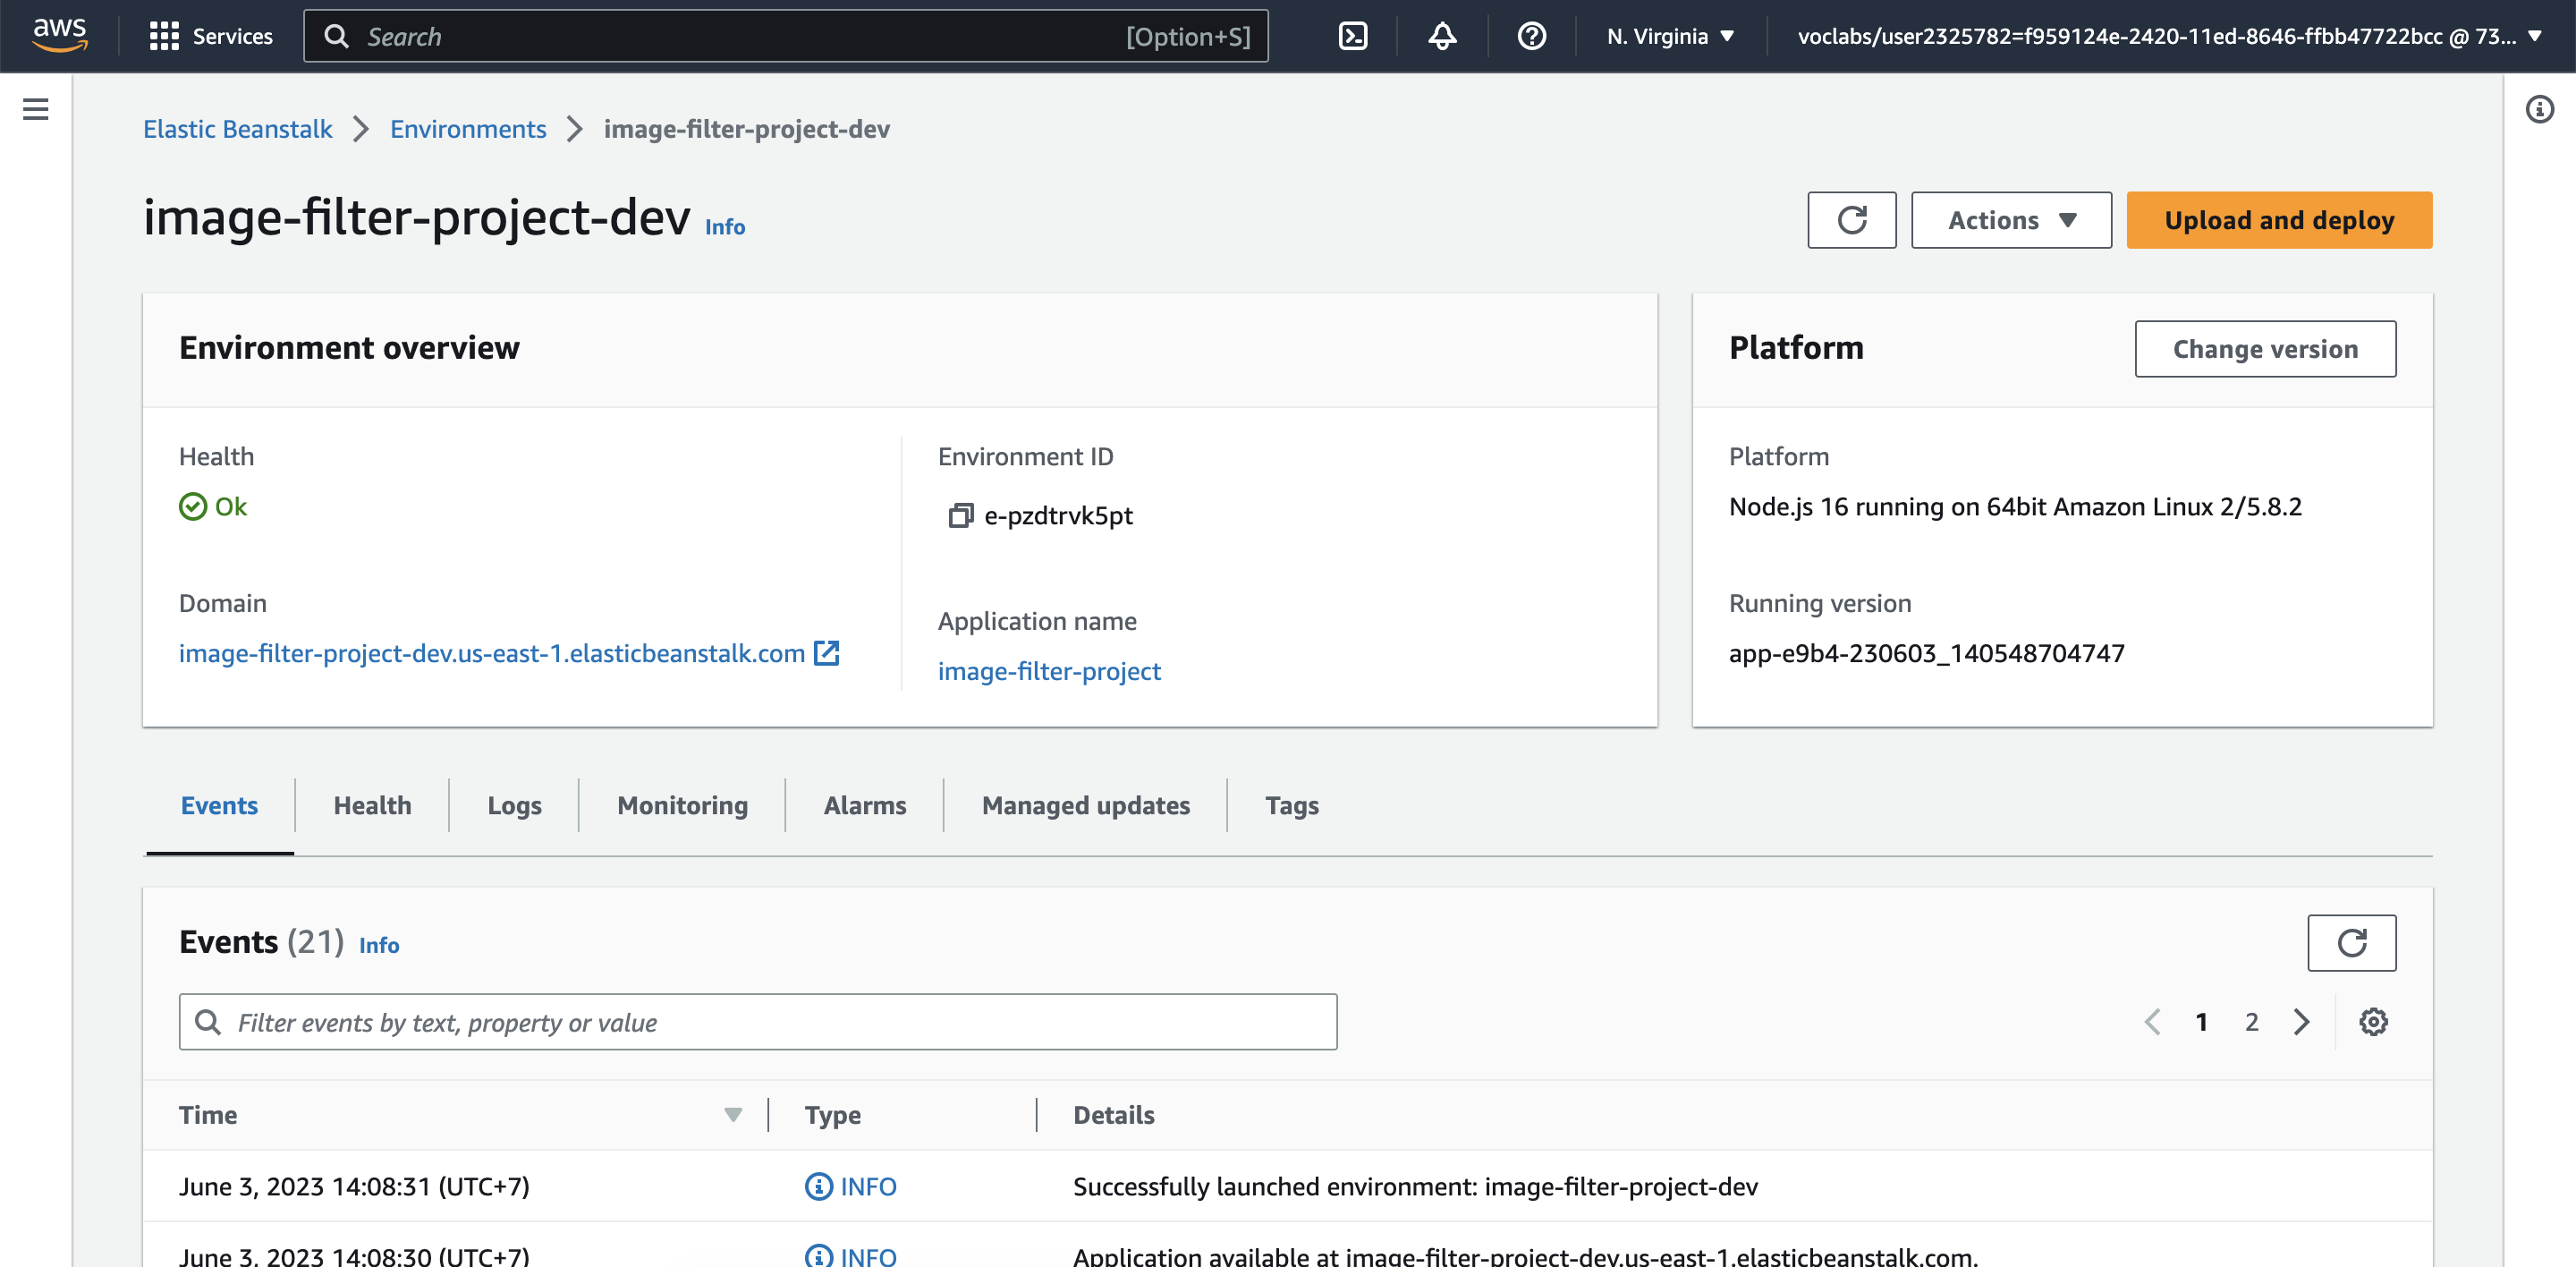 aws
Services
Search
[Option+S]
N. Virginia
voclabs/user2325782=f959124e-2420-11ed-8646-ffbb47722bcc @ 73...
Elastic Beanstalk
Environments
image-filter-project-dev
image-filter-project-dev Info
Actions
Upload and deploy
Environment overview
Health
Ok
Domain
image-filter-project-dev.us-east-1.elasticbeanstalk.com
Environment ID
e-pzdtrvk5pt
Application name
image-filter-project
Platform
Change version
Platform
Node.js 16 running on 64bit Amazon Linux 2/5.8.2
Running version
app-e9b4-230603_140548704747
Events
Health
Logs
Monitoring
Alarms
Managed updates
Tags
Events (21) Info
Filter events by text, property or value
1
2
Time
Type
Details
June 3, 2023 14:08:31 (UTC+7)
INFO
Successfully launched environment: image-filter-project-dev
June 3, 2023 14:08:30 (UTC+7)
INFO
Application available at image-filter-project-dev.us-east-1.elasticbeanstalk.com.